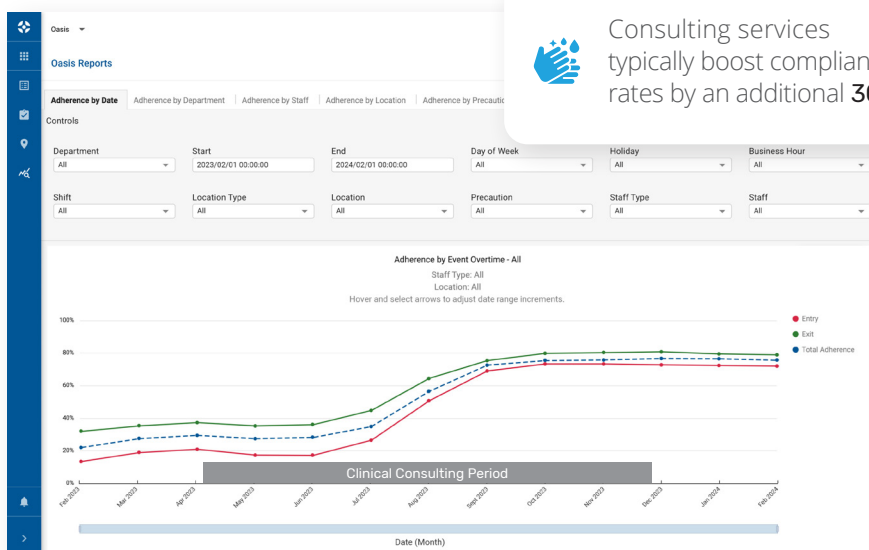 Consulting services
typically boost complian
rates by an additional 30
Oasis
Oasis Reports
Adherence by Date Adherence by Department Adherence by Staff Adherence by Location Adherence by Precautio
Controls
Department Start End Day of Week Holiday Business Hour
All 2023/02/01 00:00:00 2024/02/01 00:00:00 All All All
Shift Location Type Location Precaution Staff Type Staff
All All All All All All
Adherence by Event Overtime - All
Staff Type: All
Location: All
Hover and select arrows to adjust date range increments.
100%
80%
60%
40%
20%
0%
Entry
Exit
Total Adherence
Clinical Consulting Period
Feb 2023 Mar 2023 Apr 2023 May 2023 Jun 2023 Jul 2023 Aug 2023 Sept 2023 Oct 2023 Nov 2023 Dec 2023 Jan 2024 Feb 2024
Date (Month)